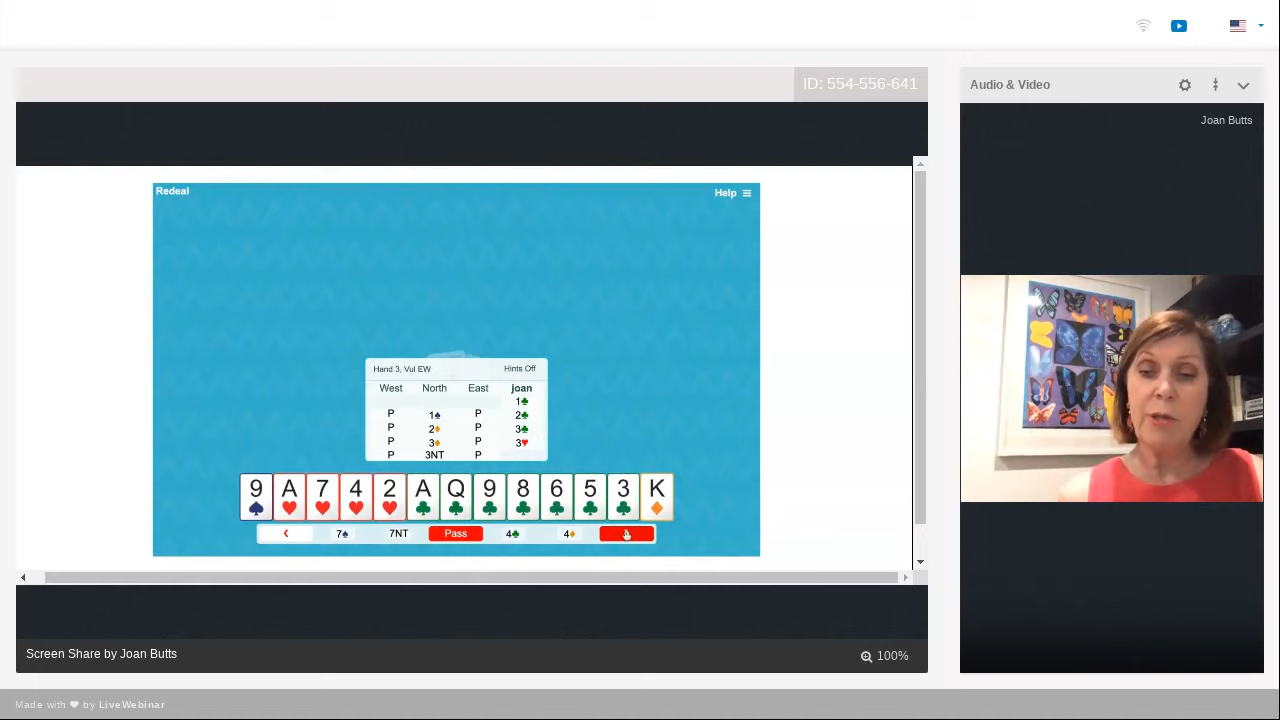 ID: 554-556-641
Audio & Video
Joan Butts
Redeal
Help
Hand 3, Vul EW Hints Off
West North East joan
1♣
P 1♠ P 2♣
P 2♦ P 3♣
P 3♦ P 3♥
P 3NT P
9♠ A♥ 7♥ 4♥ 2♥ A♣ Q♣ 9♣ 8♣ 6♣ 5♣ 3♣ K♦
7♠ 7NT Pass 4♣ 4♦
Screen Share by Joan Butts
100%
Made with ❤ by LiveWebinar